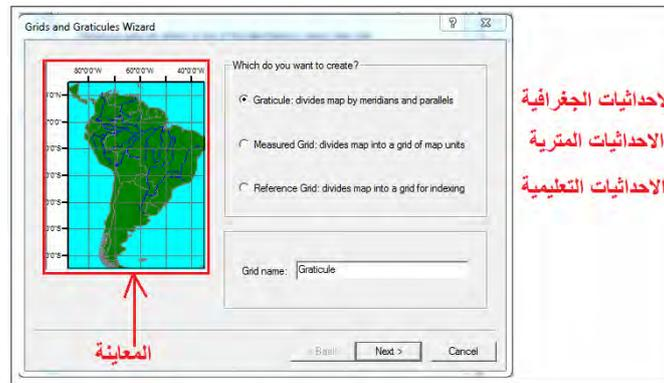 Grids and Graticules Wizard
80°0'0"W 60°0'0"W 40°0'0"W
Which do you want to create?
Graticule: divides map by meridians and parallels
لاحداثيات الجغرافية
Measured Grid: divides map into a grid of map units
الاحداثيات المترية
Reference Grid: divides map into a grid for indexing
الاحداثيات التعليمية
Grid name: Graticule
المعاينة
< Back Next > Cancel